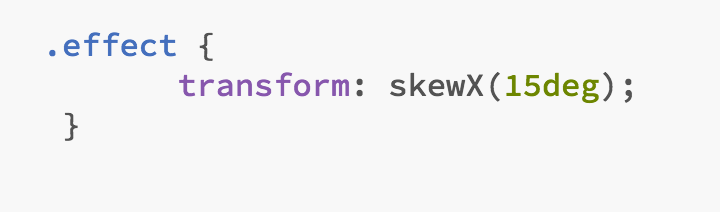 .effect {
transform: skewX(15deg);
}